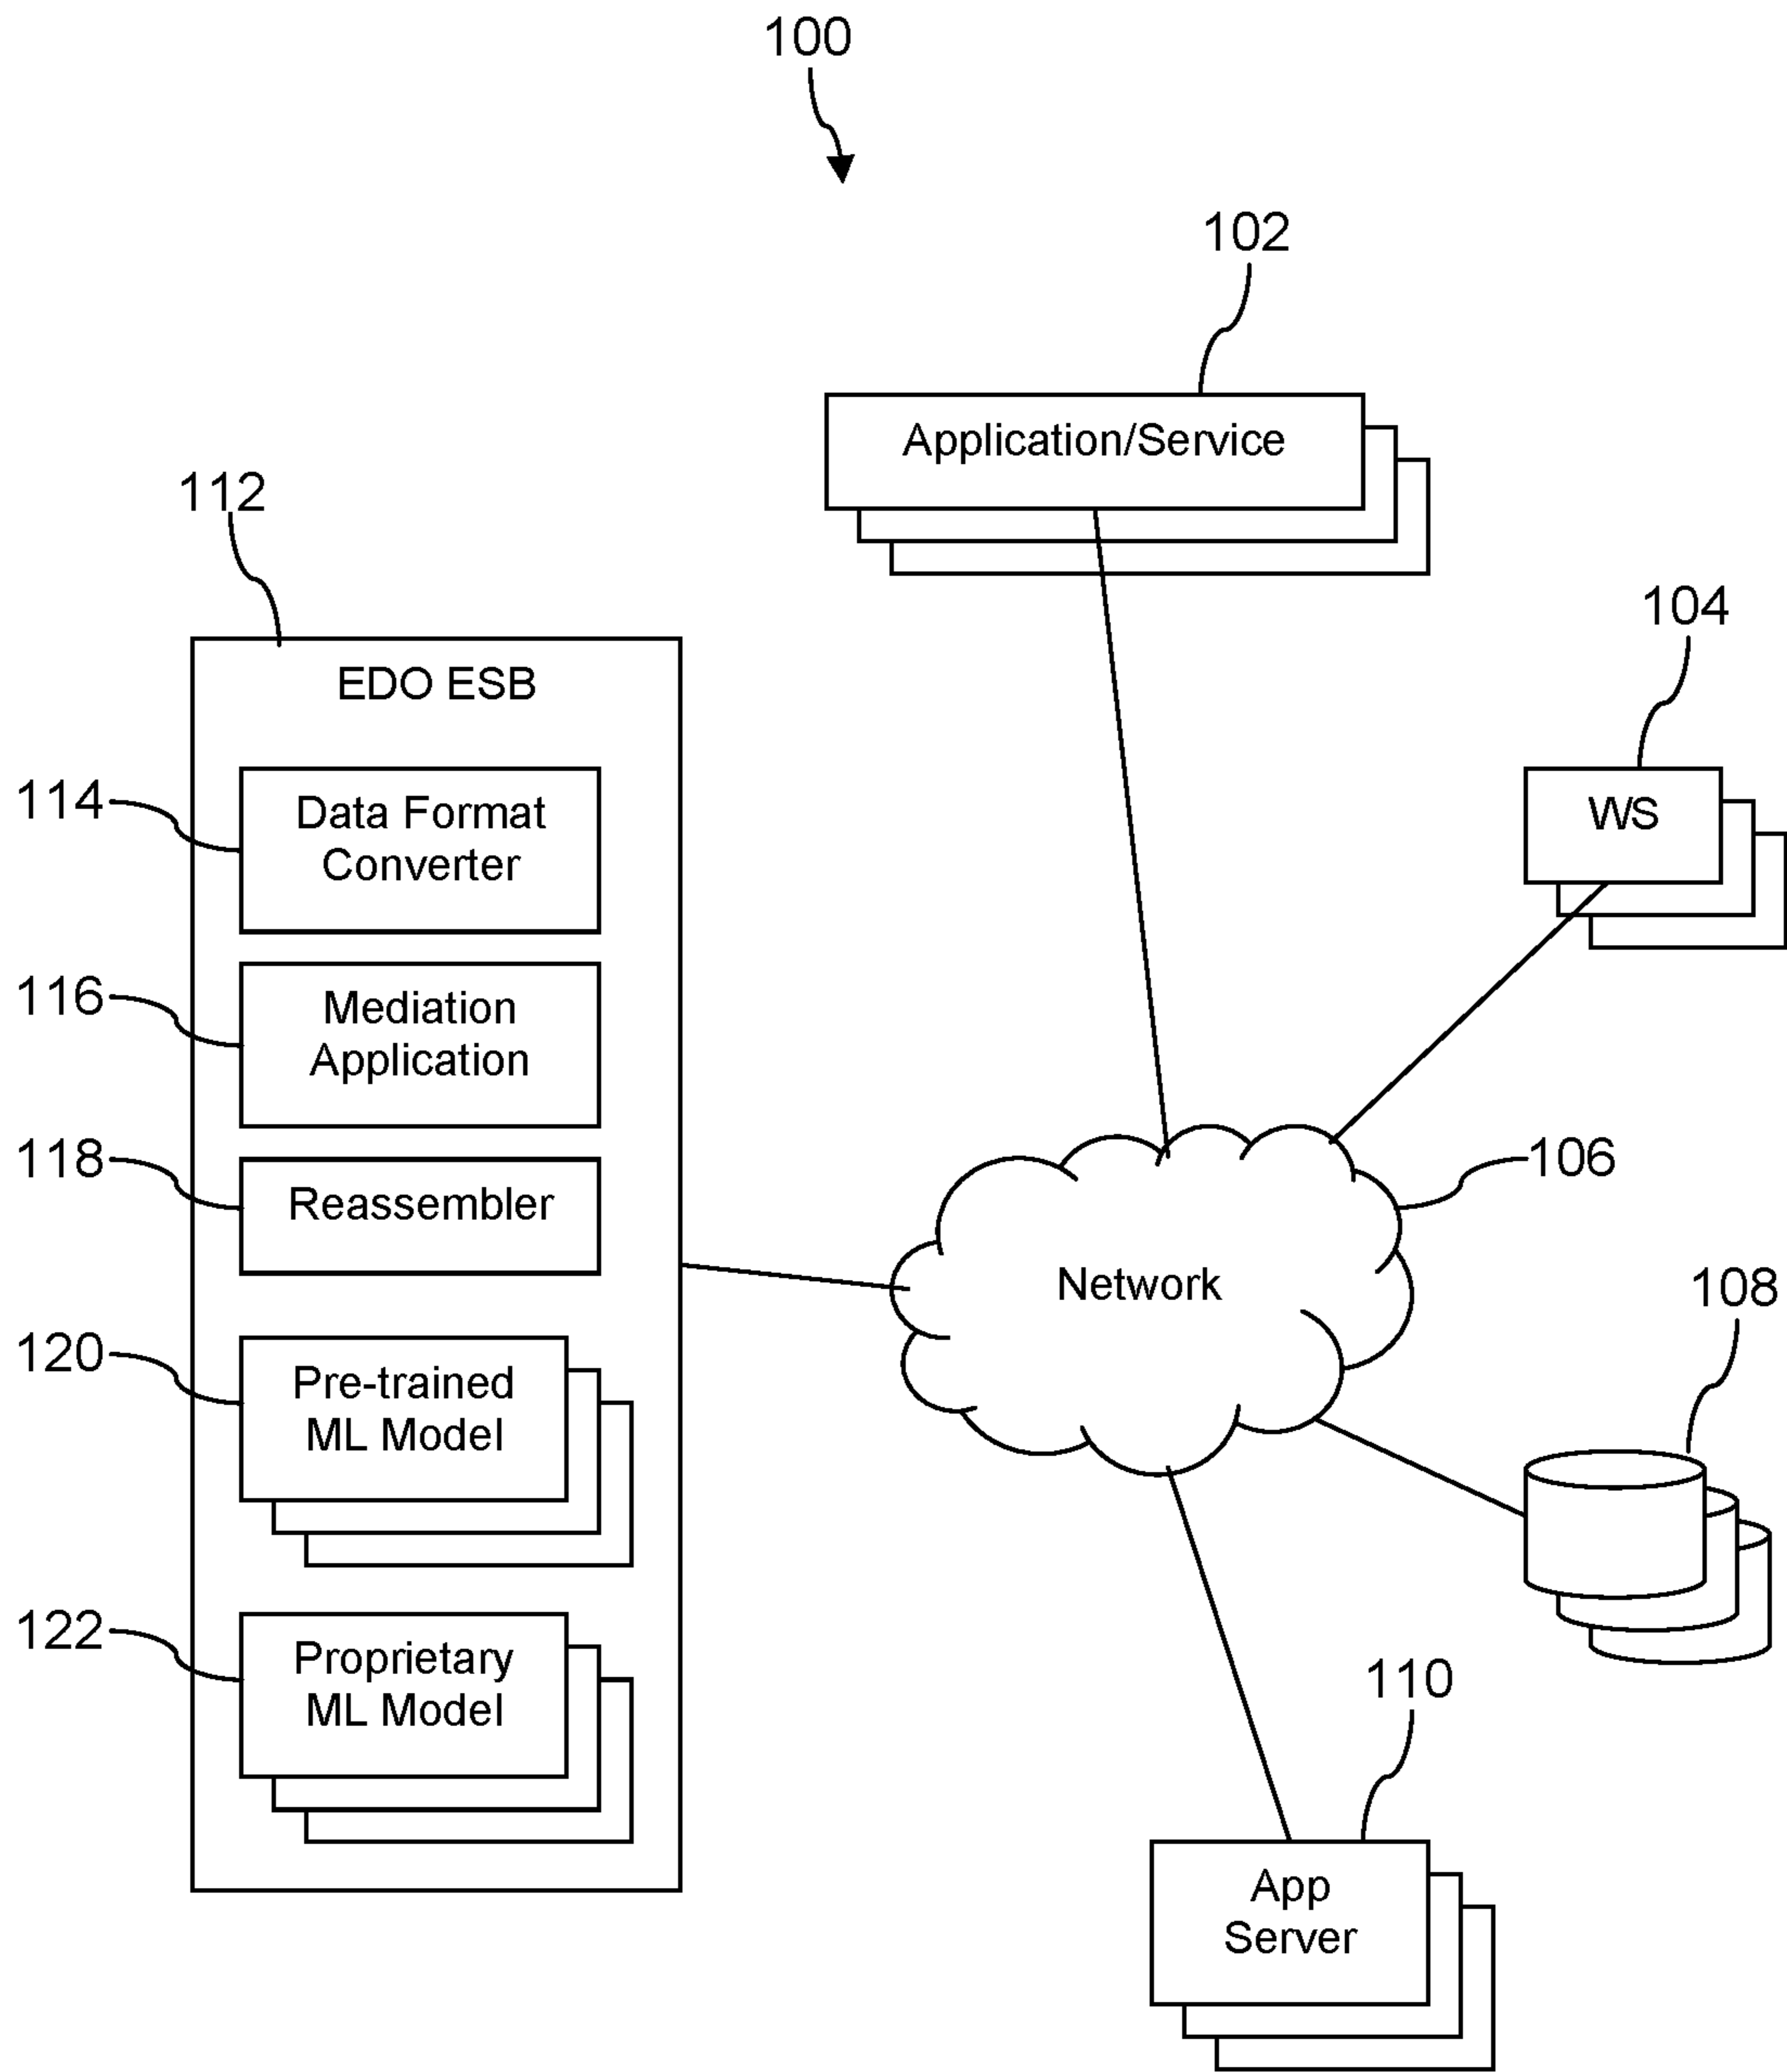 100
102
Application/Service
112
104
EDO ESB
114
Data Format
Converter
WS
116
Mediation
Application
118
Reassembler
106
Network
108
120
Pre-trained
ML Model
122
Proprietary
ML Model
110
App
Server